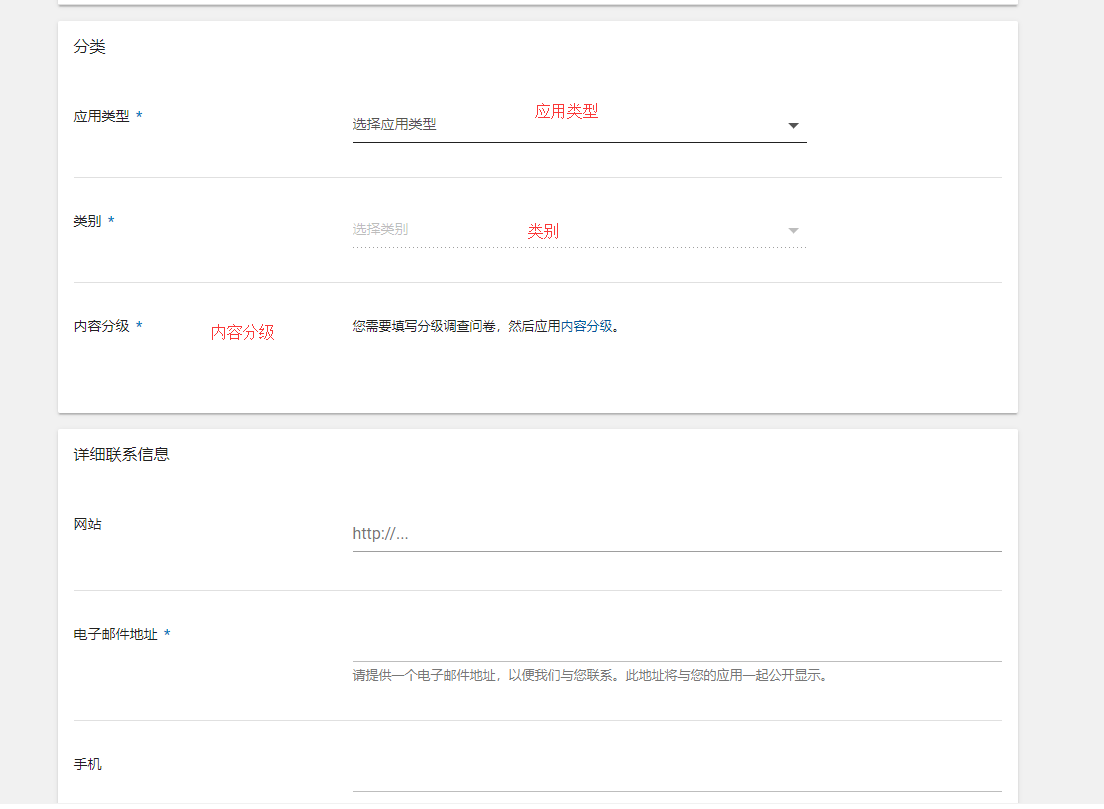 分类
应用类型 *
选择应用类型
应用类型
类别 *
选择类别
类别
内容分级 *
内容分级
您需要填写分级调查问卷，然后应用内容分级。
详细联系信息
网站
http://...
电子邮件地址 *
请提供一个电子邮件地址，以便我们与您联系。此地址将与您的应用一起公开显示。
手机